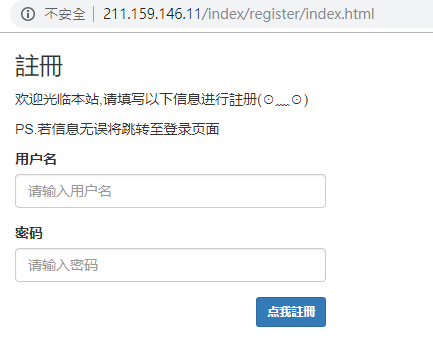 不安全 | 211.159.146.11/index/register/index.html
註冊
欢迎光临本站,请填写以下信息进行註冊(⊙﹏⊙)
PS.若信息无误将跳转至登录页面
用户名
请输入用户名
密码
请输入密码
点我註冊